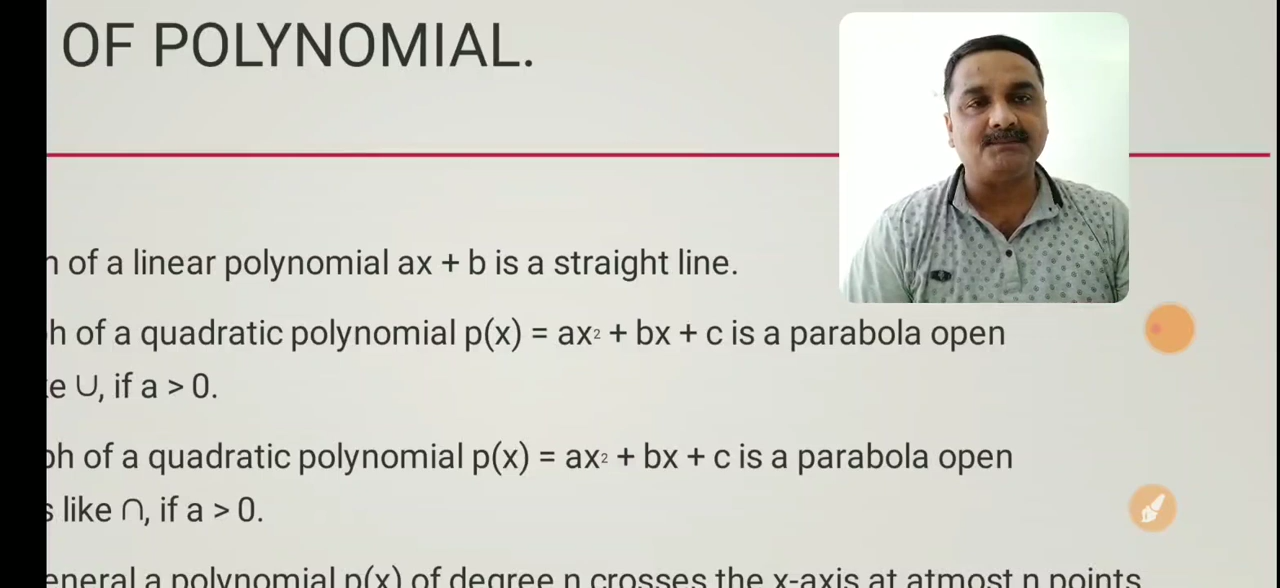 OF POLYNOMIAL.
of a linear polynomial ax + b is a straight line.
of a quadratic polynomial p(x) = ax² + bx + c is a parabola open
∪, if a > 0.
of a quadratic polynomial p(x) = ax² + bx + c is a parabola open
like ∩, if a > 0.
a polynomial p(x) of degree n crosses the x-axis at atmost n points